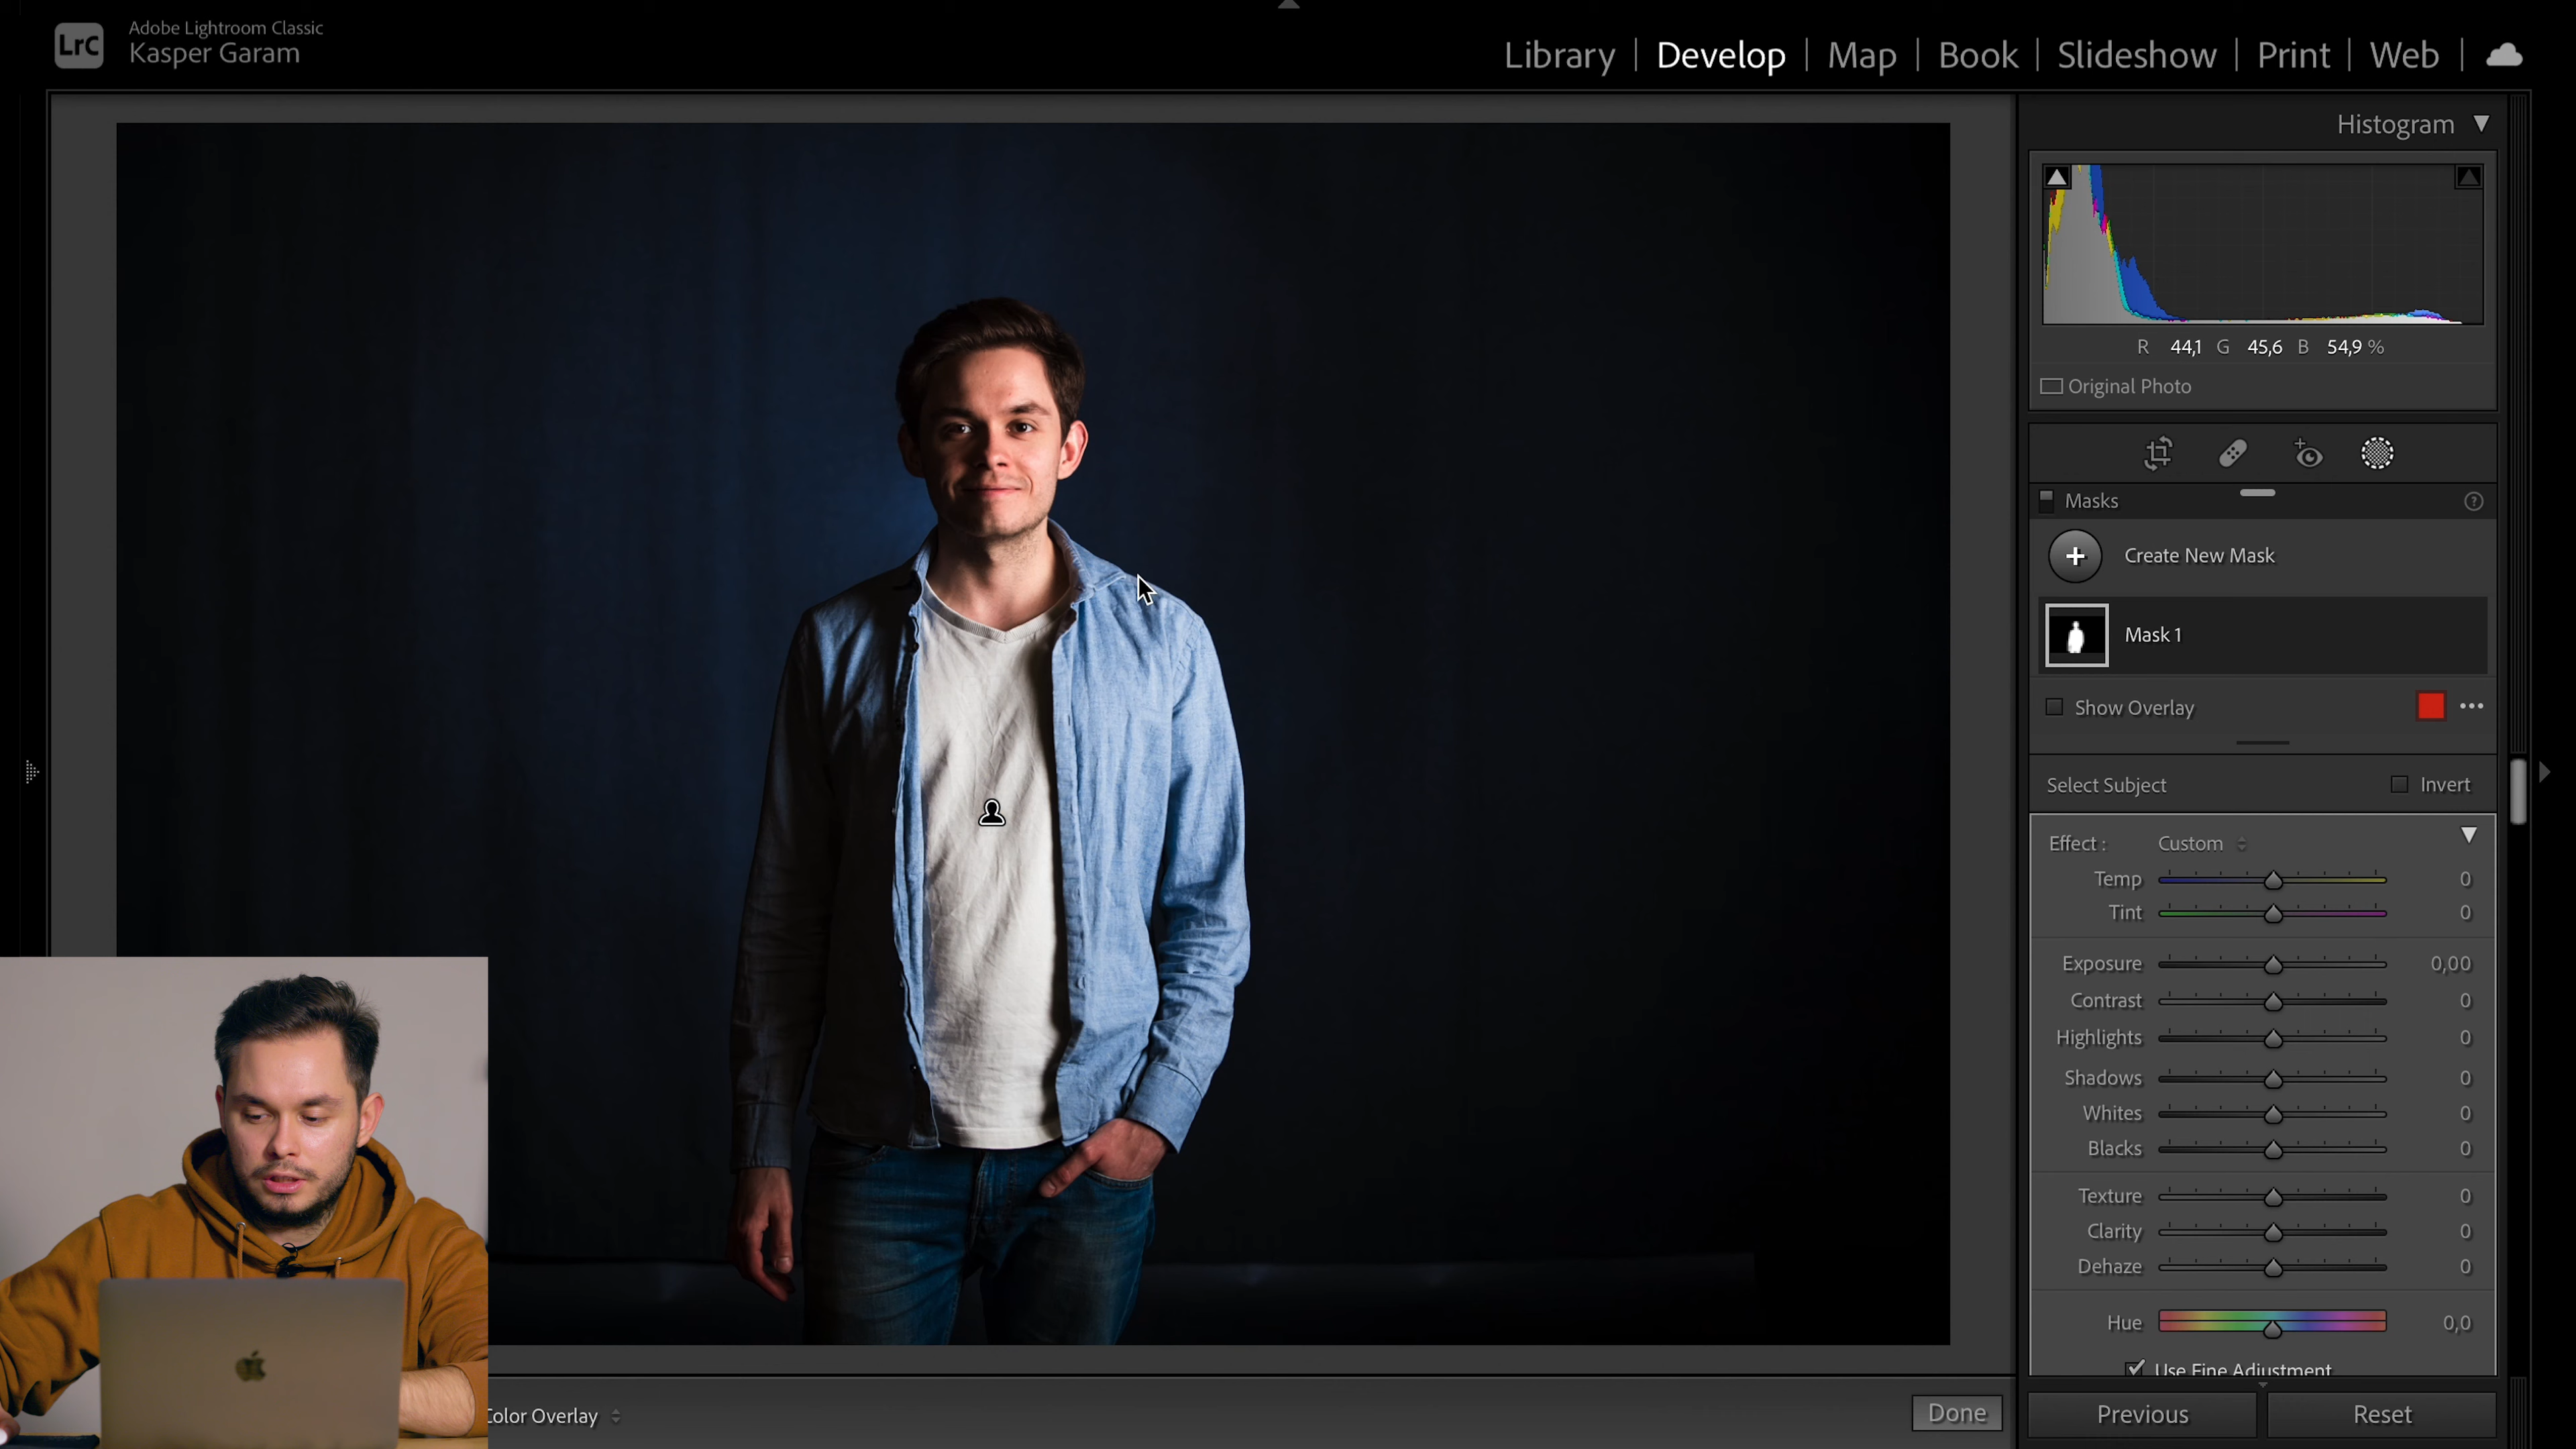 LrC
Adobe Lightroom Classic
Kasper Garam
Library | Develop | Map | Book | Slideshow | Print | Web |
Histogram
R 44,1 G 45,6 B 54,9 %
Original Photo
Masks
Create New Mask
Mask 1
Show Overlay
Select Subject Invert
Effect : Custom
Temp 0
Tint 0
Exposure 0,00
Contrast 0
Highlights 0
Shadows 0
Whites 0
Blacks 0
Texture 0
Clarity 0
Dehaze 0
Hue 0,0
Use Fine Adjustment
Color Overlay
Done
Previous
Reset